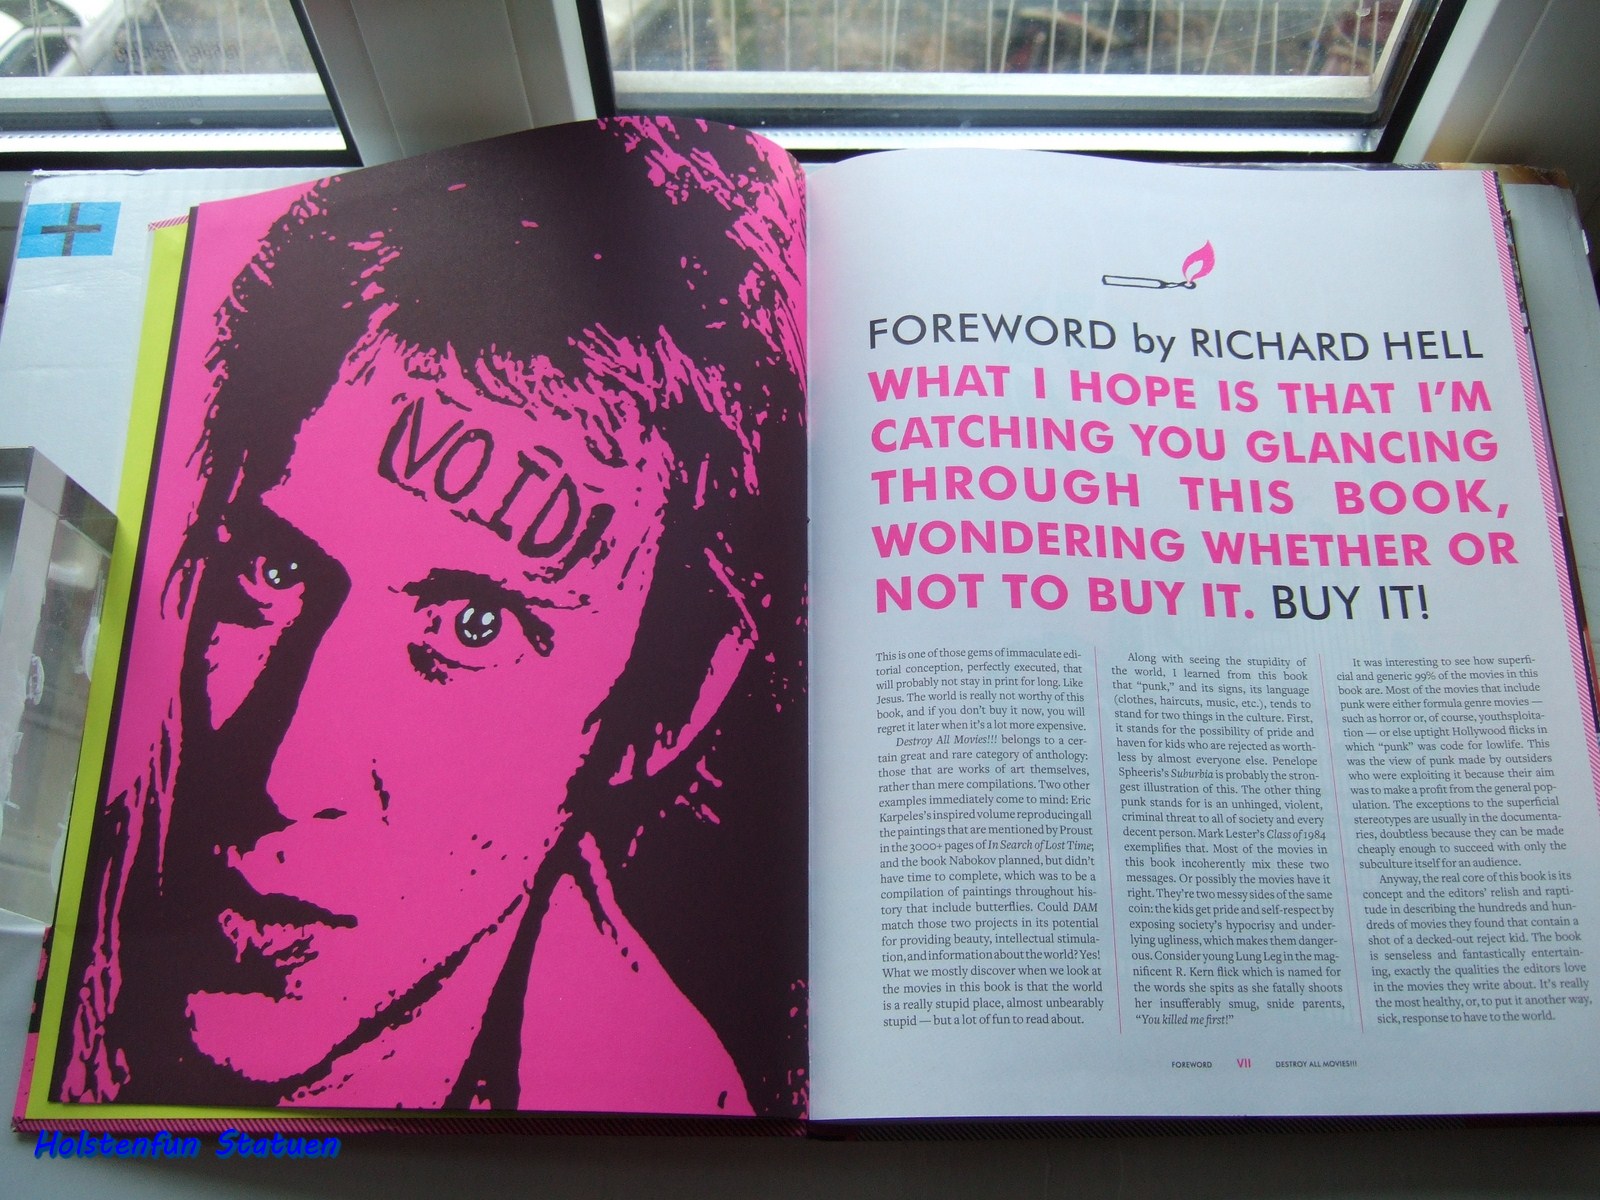 NO ID!
FOREWORD by RICHARD HELL
WHAT I HOPE IS THAT I'M
CATCHING YOU GLANCING
THROUGH THIS BOOK,
WONDERING WHETHER OR
NOT TO BUY IT. BUY IT!
This is one of those gems of immaculate edi-
torial conception, perfectly executed, that
will probably not stay in print for long. Like
Jesus. The world is really not worthy of this
book, and if you don't buy it now, you will
regret it later when it's a lot more expensive.
Destroy All Movies!!! belongs to a cer-
tain great and rare category of anthology:
those that are works of art themselves,
rather than mere compilations. Two other
examples immediately come to mind: Eric
Karpeles's inspired volume reproducing all
the paintings that are mentioned by Proust
in the 3000+ pages of In Search of Lost Time;
and the book Nabokov planned, but didn't
have time to complete, which was to be a
compilation of paintings throughout his-
tory that include butterflies. Could DAM
match those two projects in its potential
for providing beauty, intellectual stimula-
tion, and information about the world? Yes!
What we mostly discover when we look at
the movies in this book is that the world
is a really stupid place, almost unbearably
stupid — but a lot of fun to read about.
Along with seeing the stupidity of
the world, I learned from this book
that "punk," and its signs, its language
(clothes, haircuts, music, etc.), tends to
stand for two things in the culture. First,
it stands for the possibility of pride and
haven for kids who are rejected as worth-
less by almost everyone else. Penelope
Spheeris's Suburbia is probably the stron-
gest illustration of this. The other thing
punk stands for is an unhinged, violent,
criminal threat to all of society and every
decent person. Mark Lester's Class of 1984
exemplifies that. Most of the movies in
this book incoherently mix these two
messages. Or possibly the movies have it
right. They're two messy sides of the same
coin: the kids get pride and self-respect by
exposing society's hypocrisy and under-
lying ugliness, which makes them danger-
ous. Consider young Lung Leg in the mag-
nificent R. Kern flick which is named for
the words she spits as she fatally shoots
her insufferably smug, snide parents,
"You killed me first!"
It was interesting to see how superfi-
cial and generic 99% of the movies in this
book are. Most of the movies that include
punk were either formula genre movies —
such as horror or, of course, youthsploita-
tion — or else uptight Hollywood flicks in
which "punk" was code for lowlife. This
was the view of punk made by outsiders
who were exploiting it because their aim
was to make a profit from the general pop-
ulation. The exceptions to the superficial
stereotypes are usually in the documenta-
ries, doubtless because they can be made
cheaply enough to succeed with only the
subculture itself for an audience.
Anyway, the real core of this book is its
concept and the editors' relish and rapti-
tude in describing the hundreds and hun-
dreds of movies they found that contain a
shot of a decked-out reject kid. The book
is senseless and fantastically entertain-
ing, exactly the qualities the editors love
in the movies they write about. It's really
the most healthy, or, to put it another way,
sick, response to have to the world.
FOREWORD VII DESTROY ALL MOVIES!!!
Holstenfun Statuen